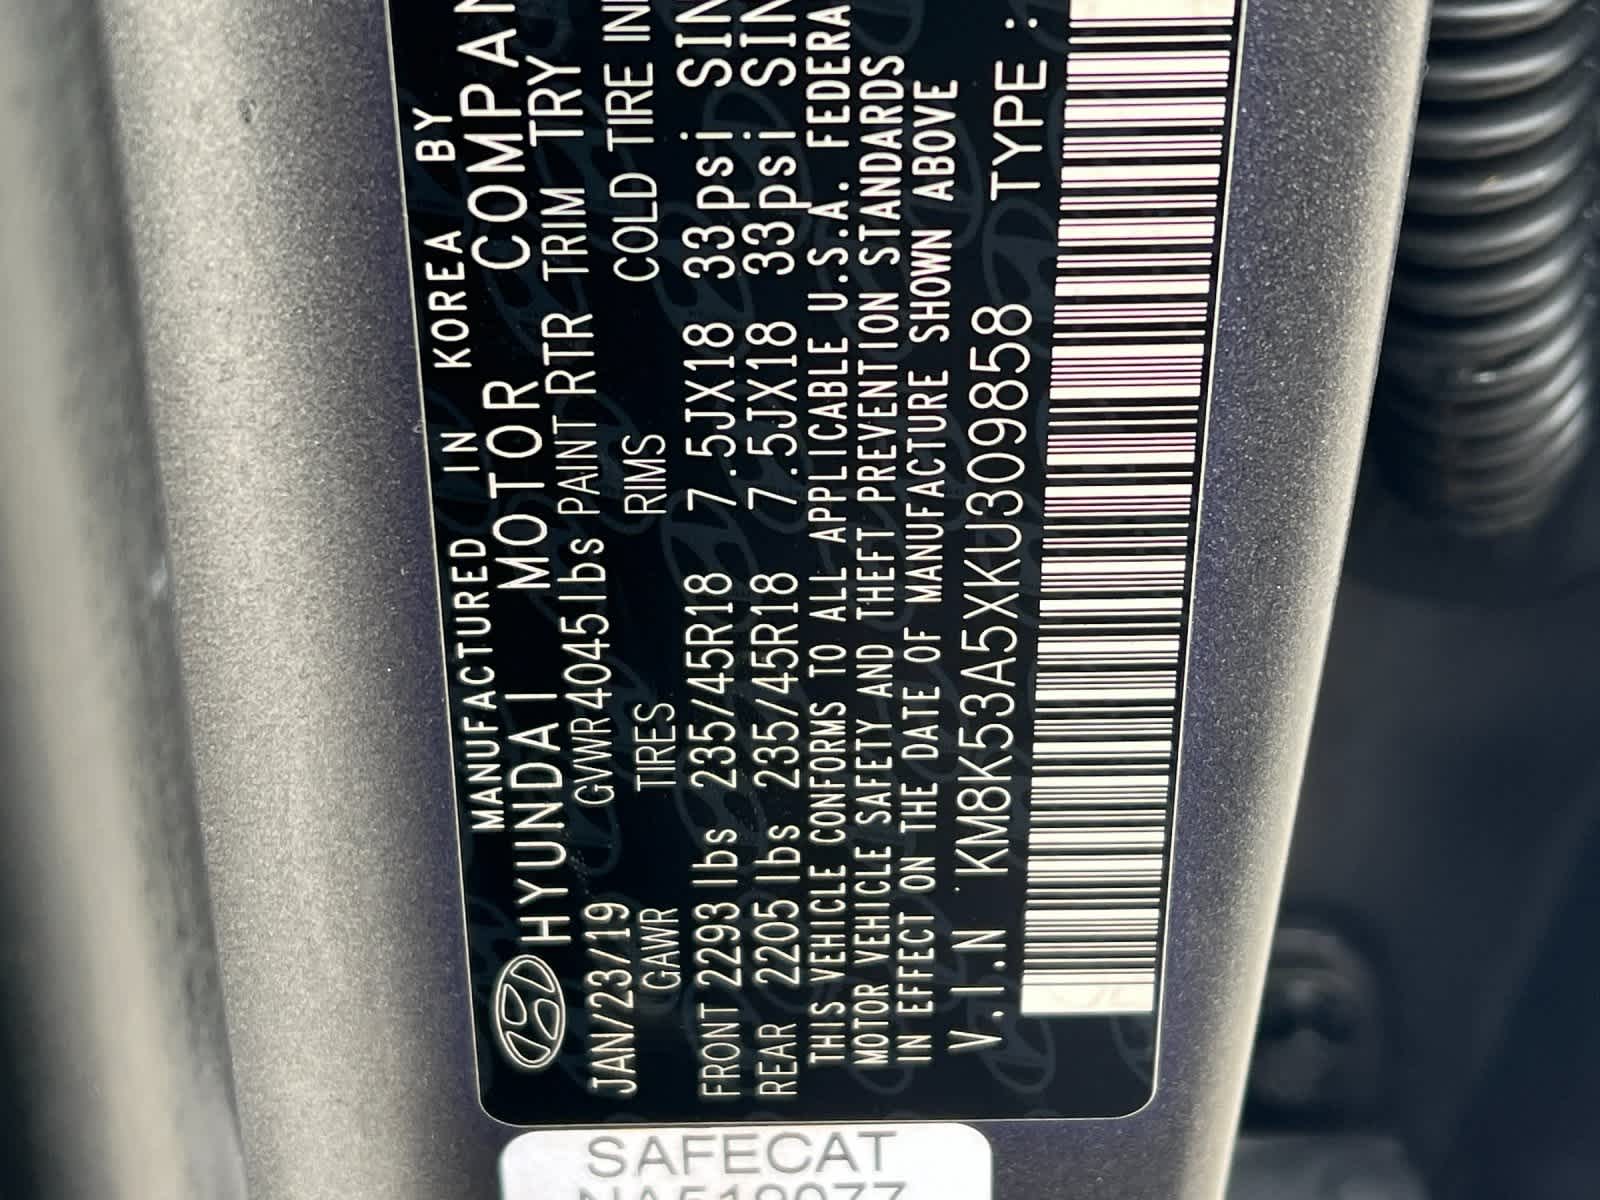 MANUFACTURED IN KOREA BY
HYUNDAI MOTOR COMPAN
JAN/23/19 GVWR4045lbs PAINT RTR TRIM TRY
GAWR TIRES RIMS COLD TIRE IN
FRONT 2293 lbs 235/45R18 7.5JX18 33psi SIN
REAR 2205 lbs 235/45R18 7.5JX18 33psi SIN
THIS VEHICLE CONFORMS TO ALL APPLICABLE U.S.A. FEDERA
MOTOR VEHICLE SAFETY AND THEFT PREVENTION STANDARDS
IN EFFECT ON THE DATE OF MANUFACTURE SHOWN ABOVE
V.I.N KM8K53A5XKU309858 TYPE :
SAFECAT